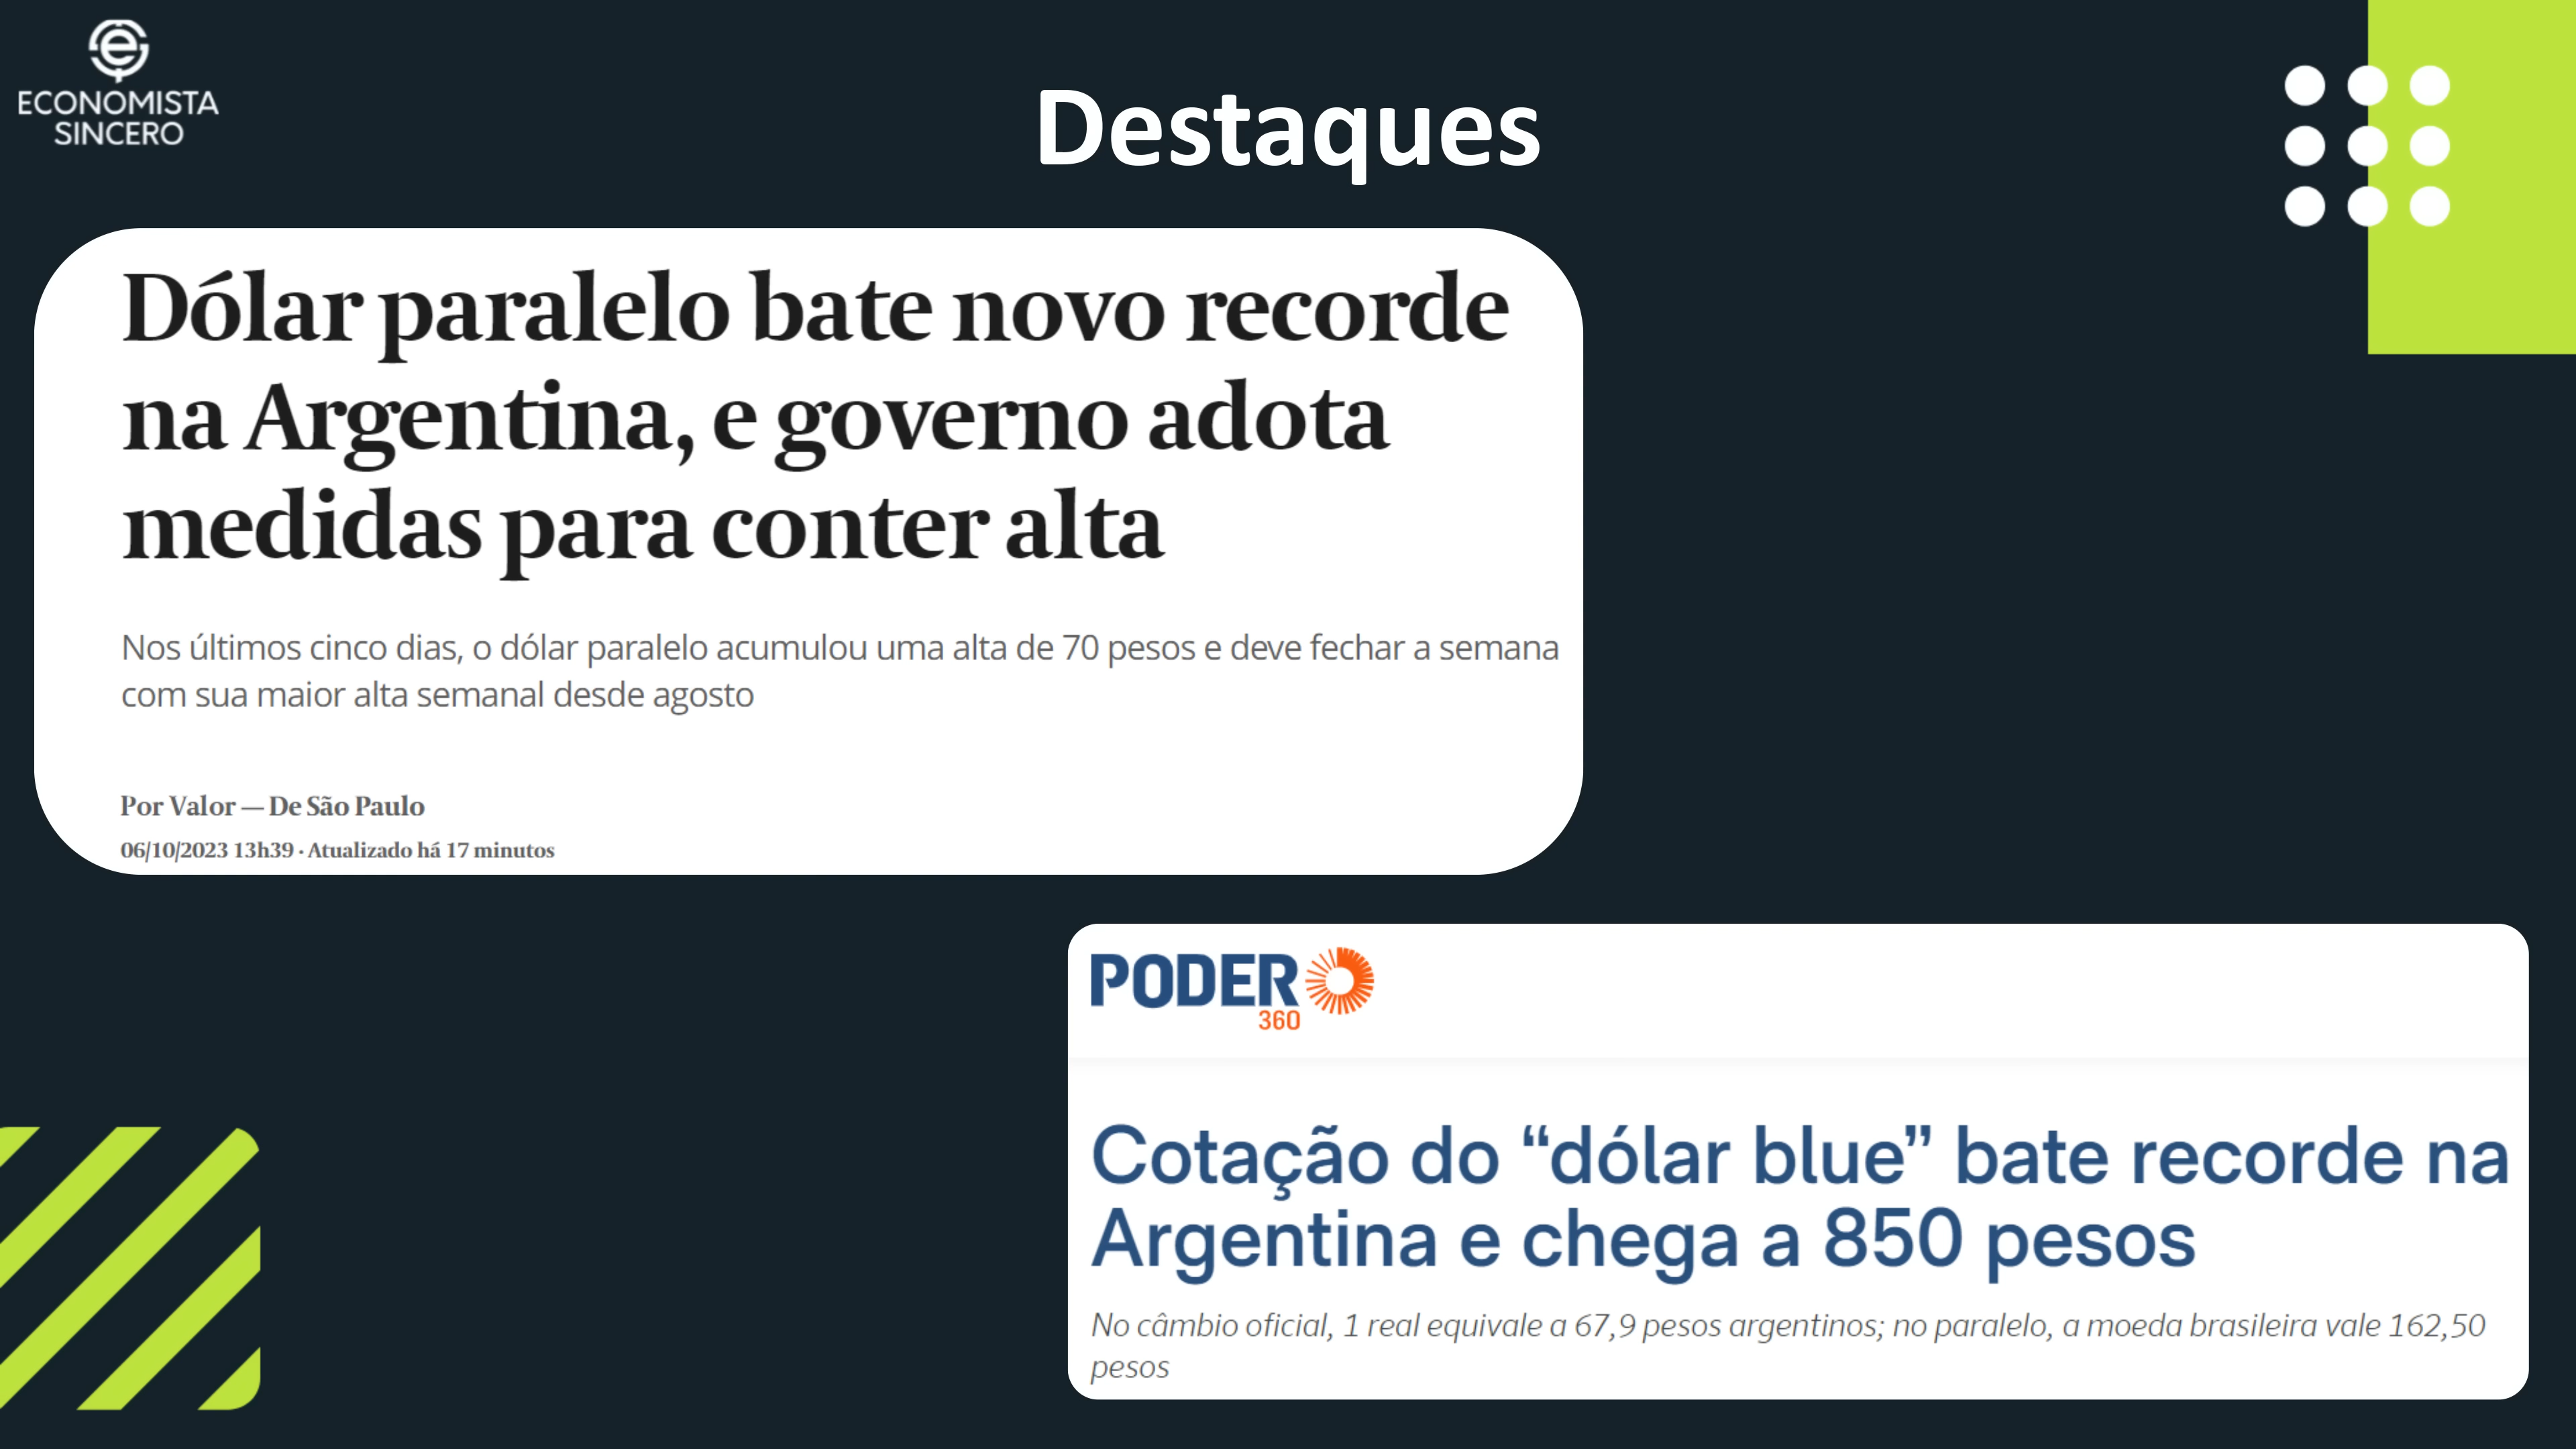 ECONOMISTA
SINCERO
Destaques
Dólar paralelo bate novo recorde
na Argentina, e governo adota
medidas para conter alta
Nos últimos cinco dias, o dólar paralelo acumulou uma alta de 70 pesos e deve fechar a semana
com sua maior alta semanal desde agosto
Por Valor — De São Paulo
06/10/2023 13h39 · Atualizado há 17 minutos
PODER
360
Cotação do “dólar blue” bate recorde na
Argentina e chega a 850 pesos
No câmbio oficial, 1 real equivale a 67,9 pesos argentinos; no paralelo, a moeda brasileira vale 162,50
pesos